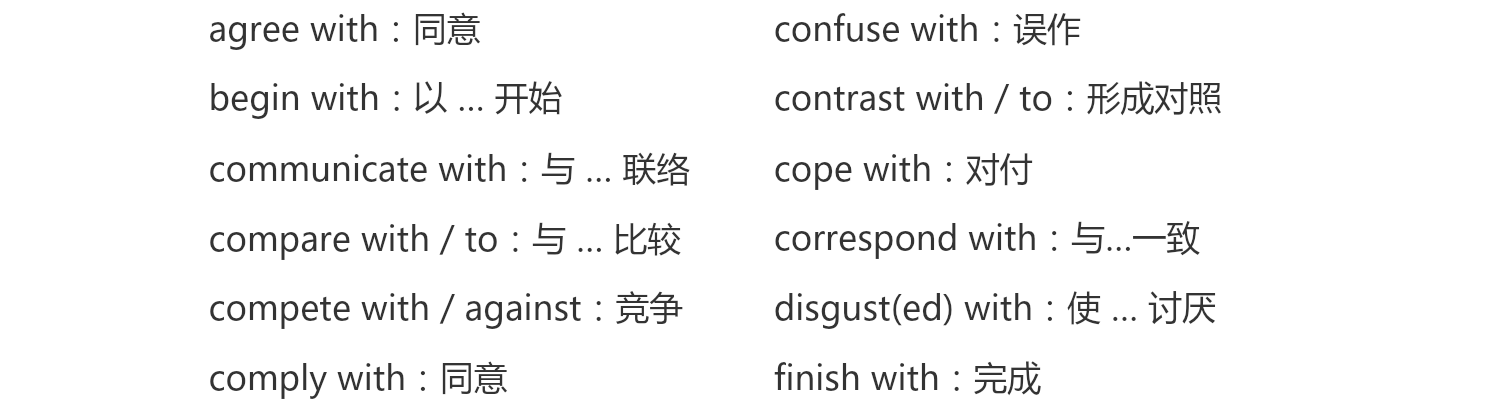 agree with：同意
begin with：以 ... 开始
communicate with：与 ... 联络
compare with / to：与 ... 比较
compete with / against：竞争
comply with：同意
confuse with：误作
contrast with / to：形成对照
cope with：对付
correspond with：与...一致
disgust(ed) with：使 ... 讨厌
finish with：完成